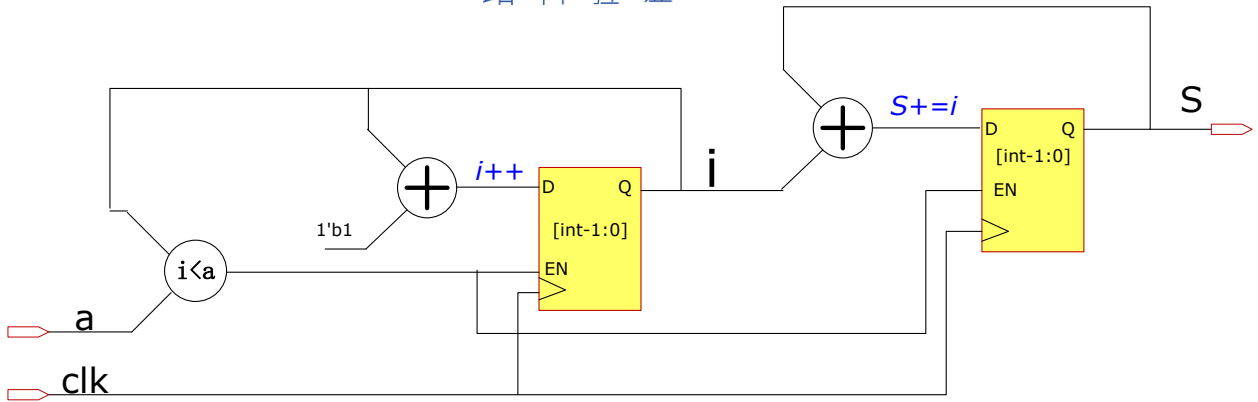 S
S+=i
D
Q
[int-1:0]
EN
i
i++
D
Q
1'b1
[int-1:0]
EN
i<a
a
clk